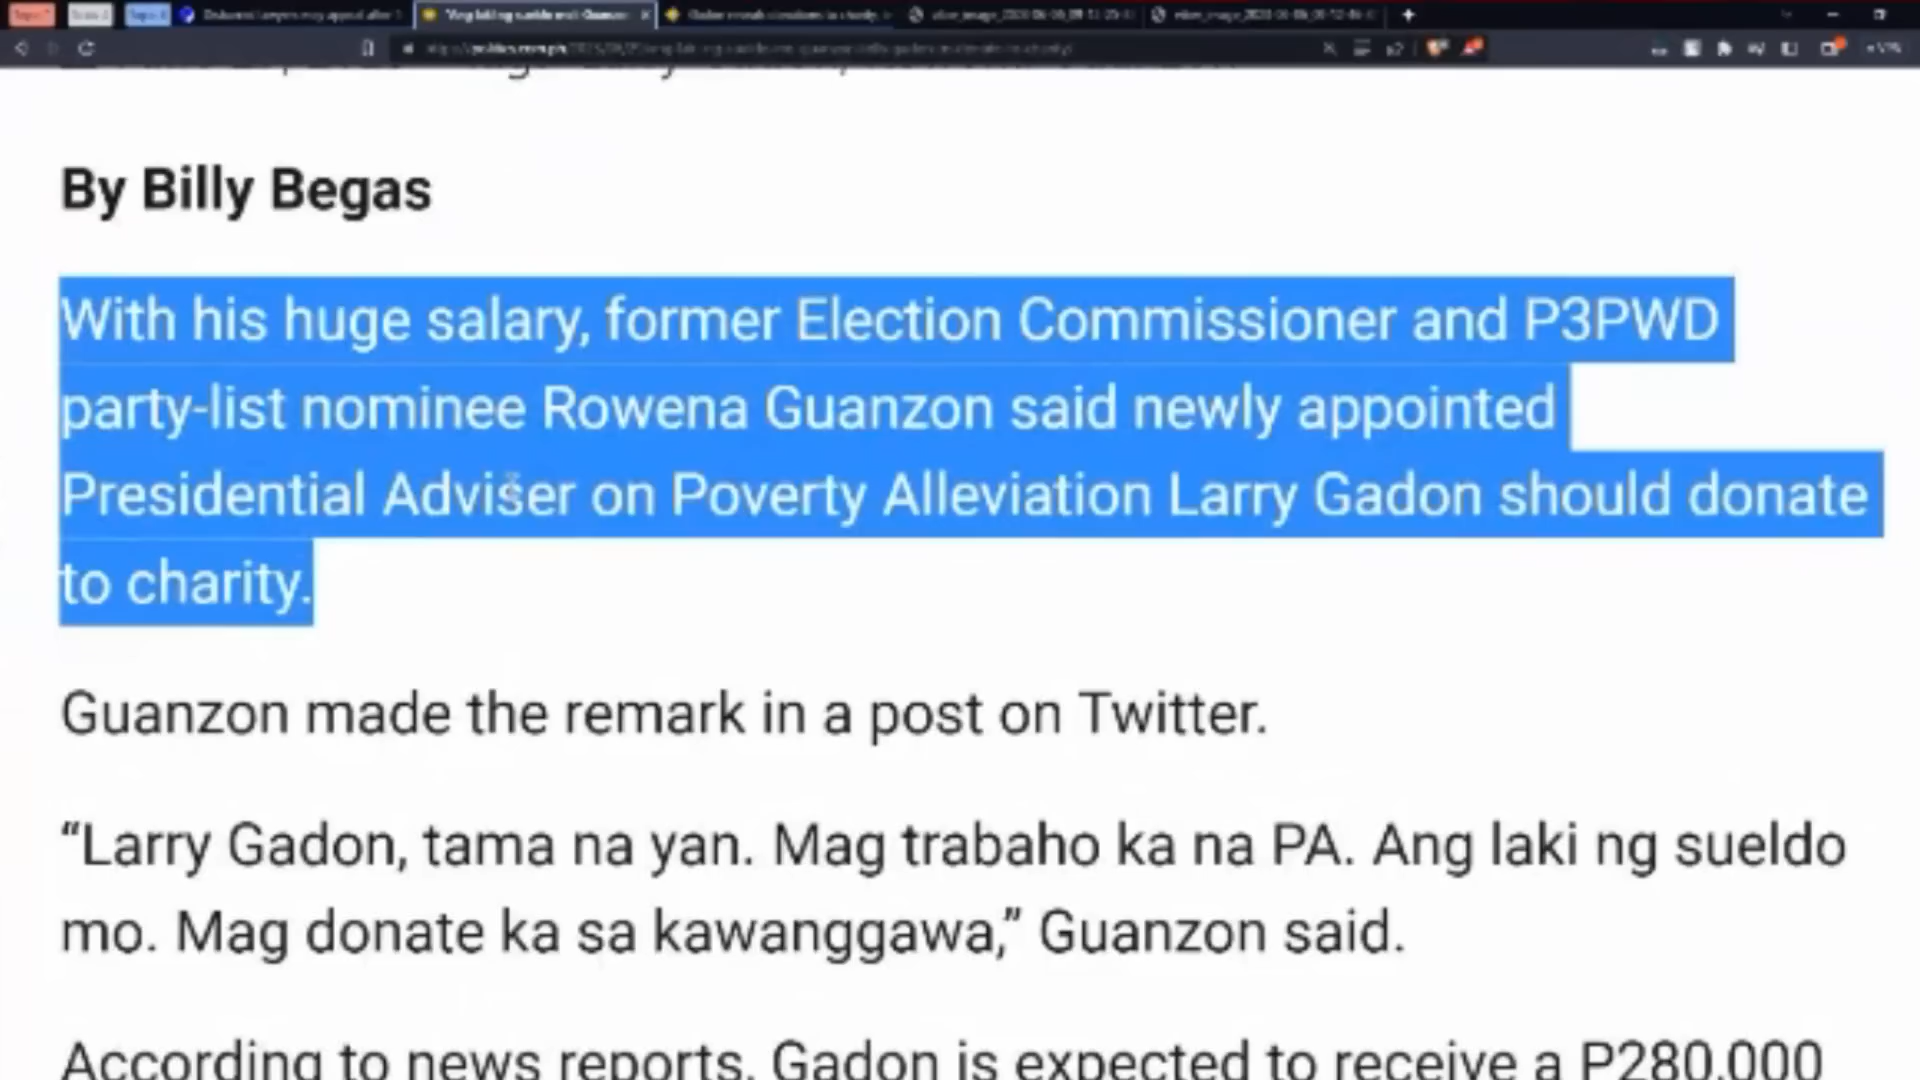 By Billy Begas
With his huge salary, former Election Commissioner and P3PWD
party-list nominee Rowena Guanzon said newly appointed
Presidential Adviser on Poverty Alleviation Larry Gadon should donate
to charity.
Guanzon made the remark in a post on Twitter.
“Larry Gadon, tama na yan. Mag trabaho ka na PA. Ang laki ng sueldo
mo. Mag donate ka sa kawanggawa,” Guanzon said.
According to news reports, Gadon is expected to receive a P280,000